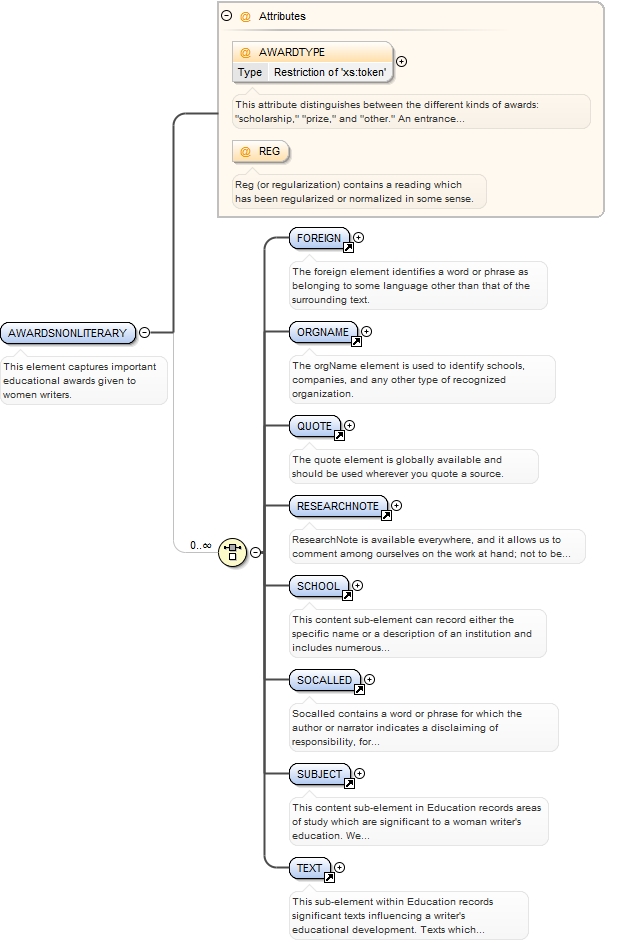 Attributes
@ AWARDTYPE
Type Restriction of 'xs:token'
This attribute distinguishes between the different kinds of awards:
"scholarship," "prize," and "other." An entrance...
@ REG
Reg (or regularization) contains a reading which
has been regularized or normalized in some sense.
FOREIGN
The foreign element identifies a word or phrase as
belonging to some language other than that of the
surrounding text.
AWARDSNONLITERARY
This element captures important
educational awards given to
women writers.
ORGNAME
The orgName element is used to identify schools,
companies, and any other type of recognized
organization.
QUOTE
The quote element is globally available and
should be used wherever you quote a source.
RESEARCHNOTE
ResearchNote is available everywhere, and it allows us to
comment among ourselves on the work at hand; not to be...
0..∞
SCHOOL
This content sub-element can record either the
specific name or a description of an institution and
includes numerous...
SOCALLED
Socalled contains a word or phrase for which the
author or narrator indicates a disclaiming of
responsibility, for...
SUBJECT
This content sub-element in Education records areas
of study which are significant to a woman writer's
education. We...
TEXT
This sub-element within Education records
significant texts influencing a writer's
educational development. Texts which...